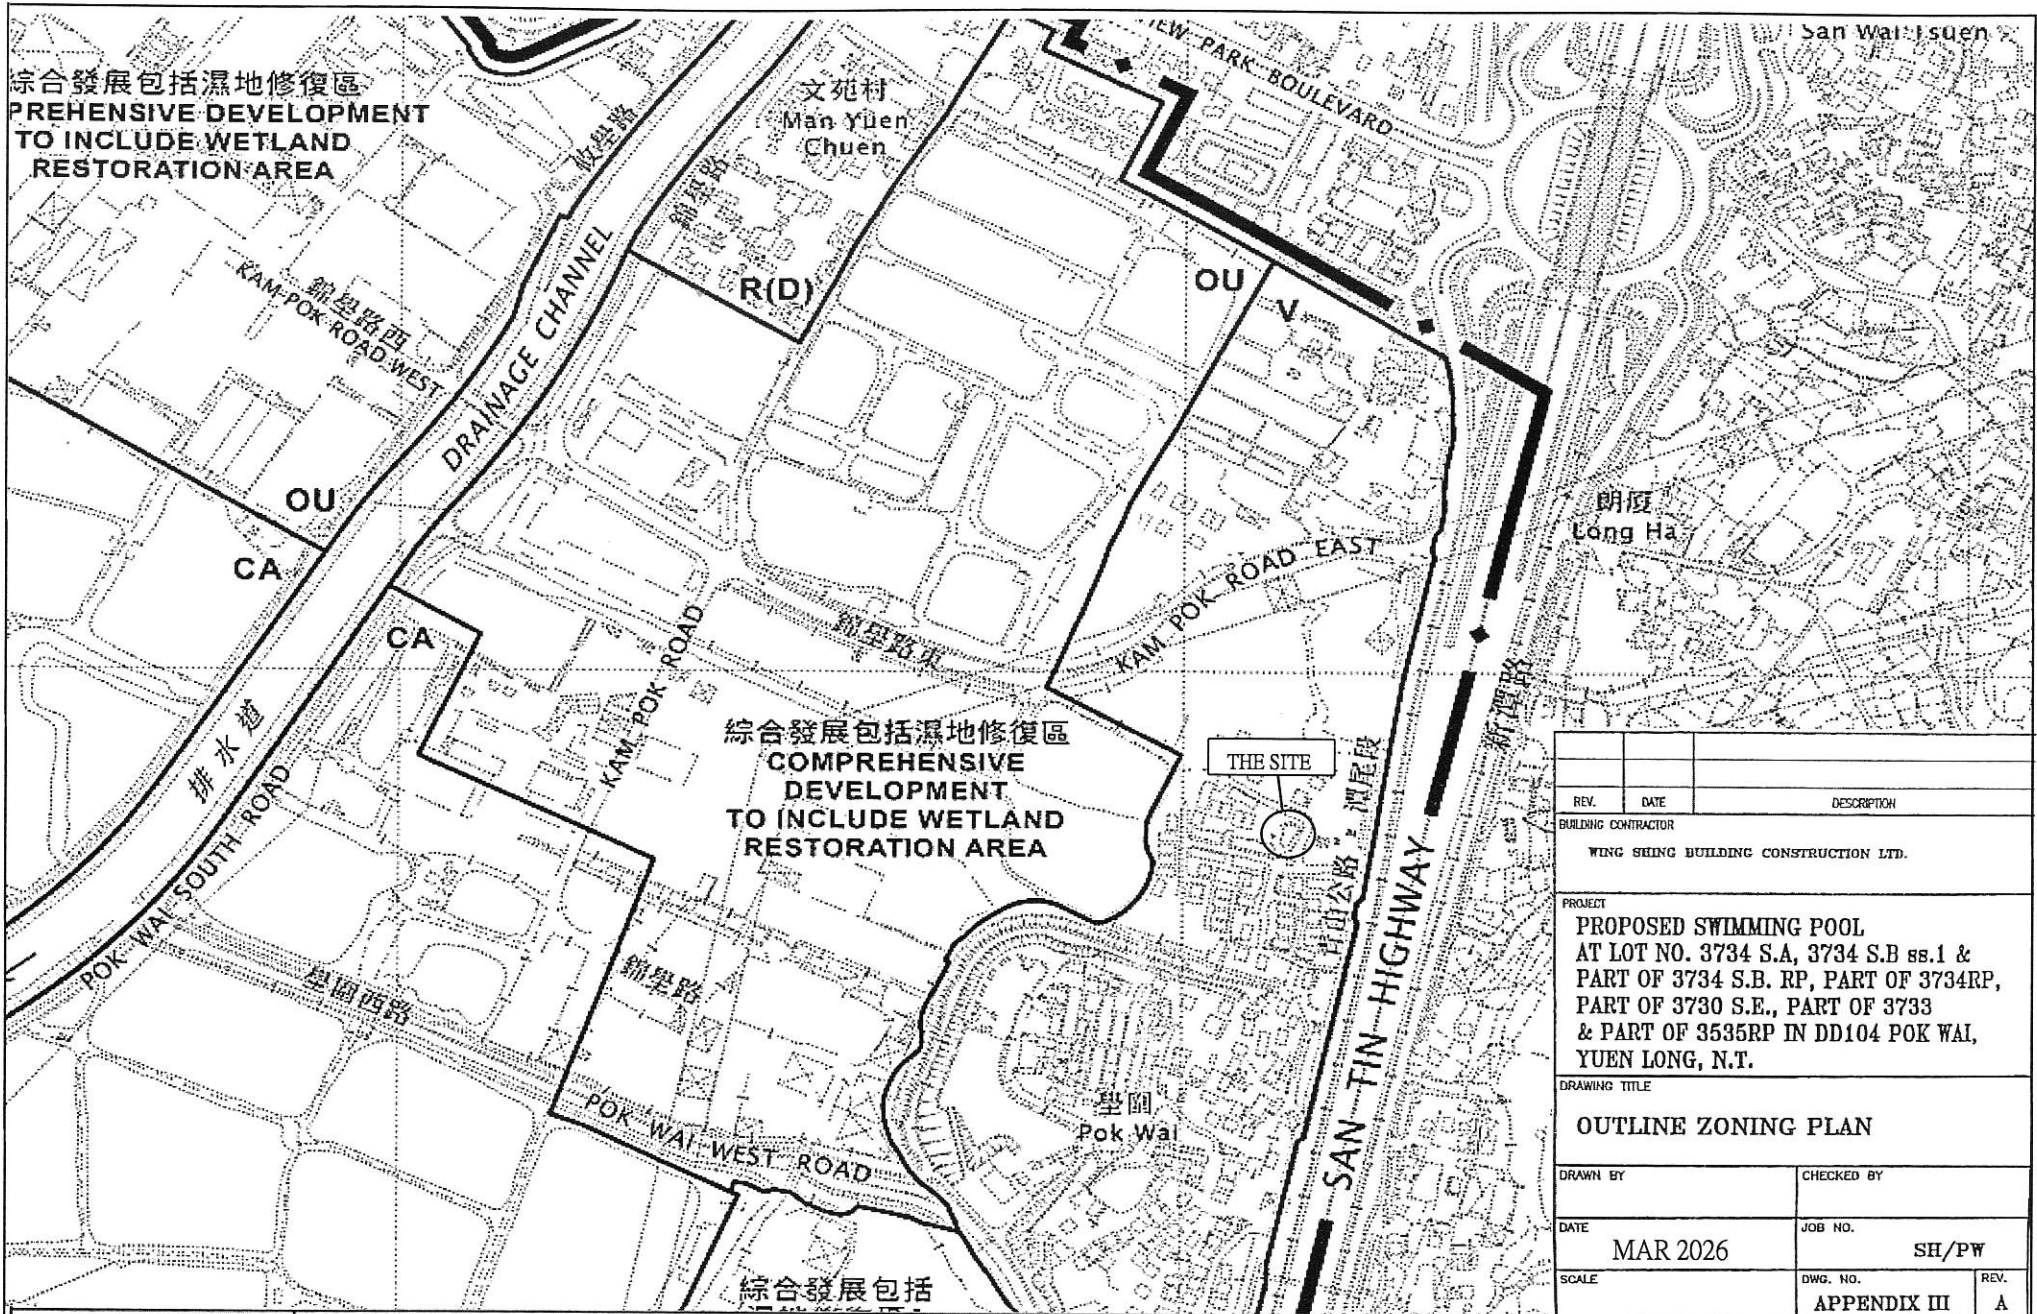 綜合發展包括濕地修復區
PREHENSIVE DEVELOPMENT
TO INCLUDE WETLAND
RESTORATION AREA
文苑村
Man Yuen
Chuen
PARK BOULEVARD
San Wai Tsuen
錦壆路
R(D)
OU
V
錦壆路西
KAM POK ROAD WEST
DRAINAGE CHANNEL
OU
CA
CA
朗厦
Long Ha
KAM POK ROAD EAST
錦壆路東
KAM POK ROAD
排水道
POK WAI SOUTH ROAD
綜合發展包括濕地修復區
COMPREHENSIVE
DEVELOPMENT
TO INCLUDE WETLAND
RESTORATION AREA
THE SITE
新潭路
SAN TIN HIGHWAY
錦壆路
壆圍西路
POK WAI WEST ROAD
壆圍
Pok Wai
綜合發展包括
REV.
DATE
DESCRIPTION
BUILDING CONTRACTOR
WING SHING BUILDING CONSTRUCTION LTD.
PROJECT
PROPOSED SWIMMING POOL
AT LOT NO. 3734 S.A, 3734 S.B ss.1 &
PART OF 3734 S.B. RP, PART OF 3734RP,
PART OF 3730 S.E., PART OF 3733
& PART OF 3535RP IN DD104 POK WAI,
YUEN LONG, N.T.
DRAWING TITLE
OUTLINE ZONING PLAN
DRAWN BY
CHECKED BY
DATE
MAR 2026
JOB NO.
SH/PW
SCALE
DWG. NO.
APPENDIX III
REV.
A